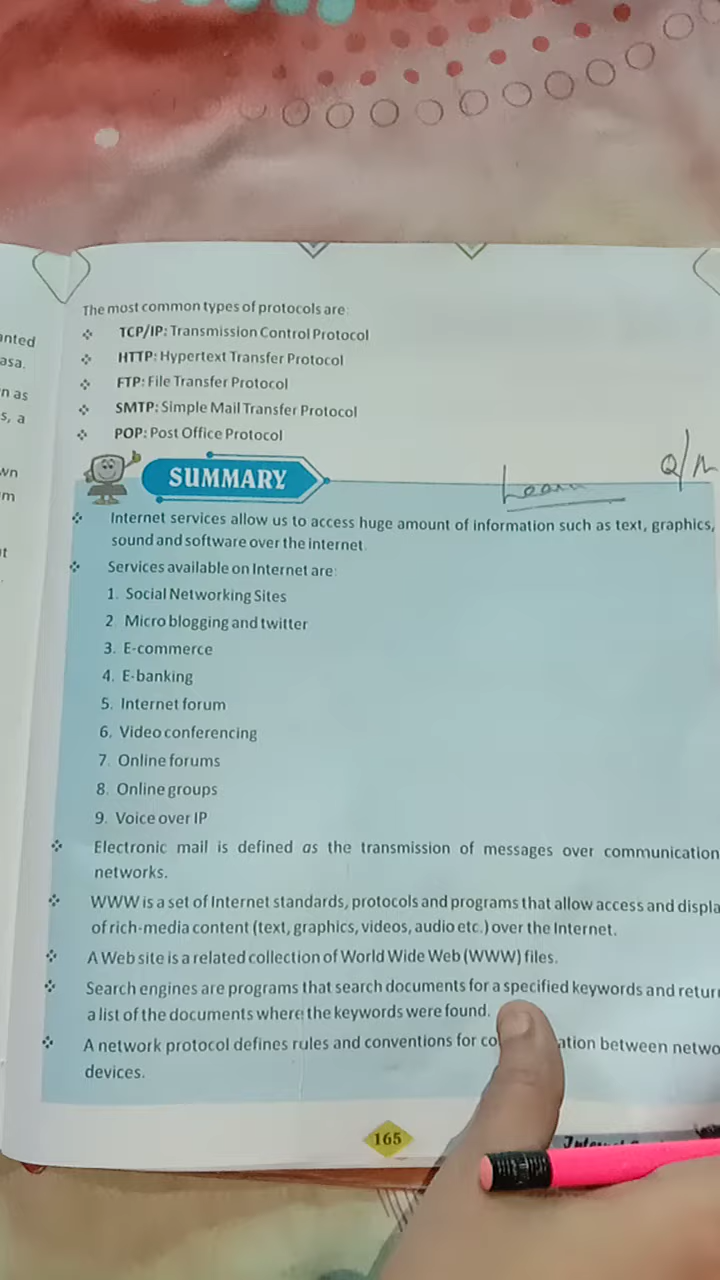 The most common types of protocols are:
❖ TCP/IP: Transmission Control Protocol
❖ HTTP: Hypertext Transfer Protocol
❖ FTP: File Transfer Protocol
❖ SMTP: Simple Mail Transfer Protocol
❖ POP: Post Office Protocol
SUMMARY
Learn
Q/
❖ Internet services allow us to access huge amount of information such as text, graphics,
sound and software over the internet.
❖ Services available on Internet are:
1. Social Networking Sites
2. Micro blogging and twitter
3. E-commerce
4. E-banking
5. Internet forum
6. Video conferencing
7. Online forums
8. Online groups
9. Voice over IP
❖ Electronic mail is defined as the transmission of messages over communication
networks.
❖ WWW is a set of Internet standards, protocols and programs that allow access and displa
of rich-media content (text, graphics, videos, audio etc.) over the Internet.
❖ A Web site is a related collection of World Wide Web (WWW) files.
❖ Search engines are programs that search documents for a specified keywords and retur
a list of the documents where the keywords were found.
❖ A network protocol defines rules and conventions for co ation between netwo
devices.
165
anted
asa.
n as
s, a
wn
m
t